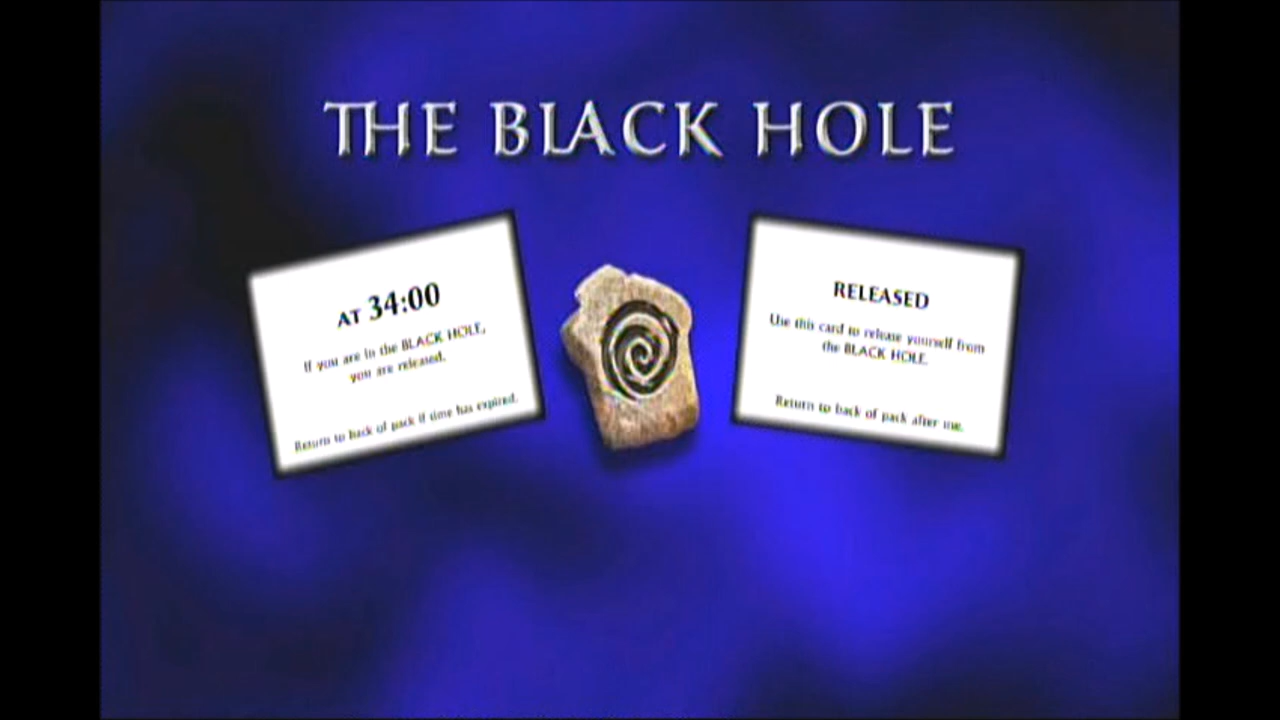 THE BLACK HOLE
AT 34:00
If you are in the BLACK HOLE,
you are released.
Return to back of pack if time has expired.
RELEASED
Use this card to release yourself from
the BLACK HOLE.
Return to back of pack after use.